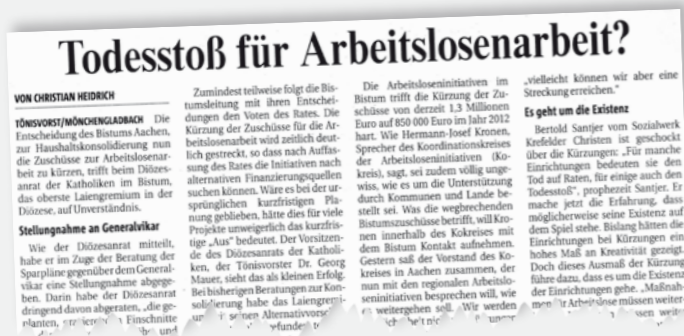 Todesstoß für Arbeitslosenarbeit?
VON CHRISTIAN HEIDRICH
TÖNISVORST/MÖNCHENGLADBACH Die
Entscheidung des Bistums Aachen,
zur Haushaltskonsolidierung nun
die Zuschüsse zur Arbeitslosenar-
beit zu kürzen, trifft beim Diözes-
anrat der Katholiken im Bistum,
das oberste Laiengremium in der
Diözese, auf Unverständnis.
Stellungnahme an Generalvikar
Wie der Diözesanrat mitteilt,
habe er im Zuge der Beratung der
Sparpläne gegenüber dem General-
vikar eine Stellungnahme abgege-
ben. Darin habe der Diözesanrat
dringend davon abgeraten, „die ge-
planten, Einschnitte
und
Zumindest teilweise folgt die Bis-
tumsleitung mit ihren Entschei-
dungen den Voten des Rates. Die
Kürzung der Zuschüsse für die Ar-
beitslosenarbeit wird zeitlich deut-
lich gestreckt, so dass nach Auffas-
sung des Rates die Initiativen nach
alternativen Finanzierungsquellen
suchen können. Wäre es bei der ur-
sprünglichen kurzfristigen Pla-
nung geblieben, hätte dies für viele
Projekte unweigerlich das kurzfris-
tige „Aus“ bedeutet. Der Vorsitzen-
de des Diözesanrats der Katholi-
ken, der Tönisvorster Dr. Georg
Mauer, sieht das als kleinen Erfolg.
Bei bisherigen Beratungen zur Kon-
solidierung habe das Laiengremi-
um seinen Alternativvorsc
Die Arbeitsloseninitiativen im
Bistum trifft die Kürzung der Zu-
schüsse von derzeit 1,3 Millionen
Euro auf 850 000 Euro im Jahr 2012
hart. Wie Hermann-Josef Kronen,
Sprecher des Koordinationskreises
der Arbeitsloseninitiativen (Ko-
kreis), sagt, sei zudem völlig unge-
wiss, wie es um die Unterstützung
durch Kommunen und Lande be-
stellt sei. Was die wegbrechenden
Bistumszuschüsse betrifft, will Kro-
nen innerhalb des Kokreises mit
dem Bistum Kontakt aufnehmen.
Gestern saß der Vorstand des Ko-
kreises in Aachen zusammen, der
nun mit den regionalen Arbeitslo-
seninitiativen besprechen will, wie
es weitergehen soll. „Wir werden
nicht
„vielleicht können wir aber eine
Streckung erreichen.“
Es geht um die Existenz
Bertold Santjer vom Sozialwerk
Krefelder Christen ist geschockt
über die Kürzungen: „Für manche
Einrichtungen bedeuten sie den
Tod auf Raten, für einige auch den
Todesstoß“, prophezeit Santjer. Er
mache jetzt die Erfahrung, dass
möglicherweise seine Existenz auf
dem Spiel stehe. Bislang hätten die
Einrichtungen bei Kürzungen ein
hohes Maß an Kreativität gezeigt.
Doch dieses Ausmaß der Kürzung
führe dazu, dass es um die Existenz
der Einrichtungen gehe. „Maßnah-
men für Arbeitslose müssen weiter-